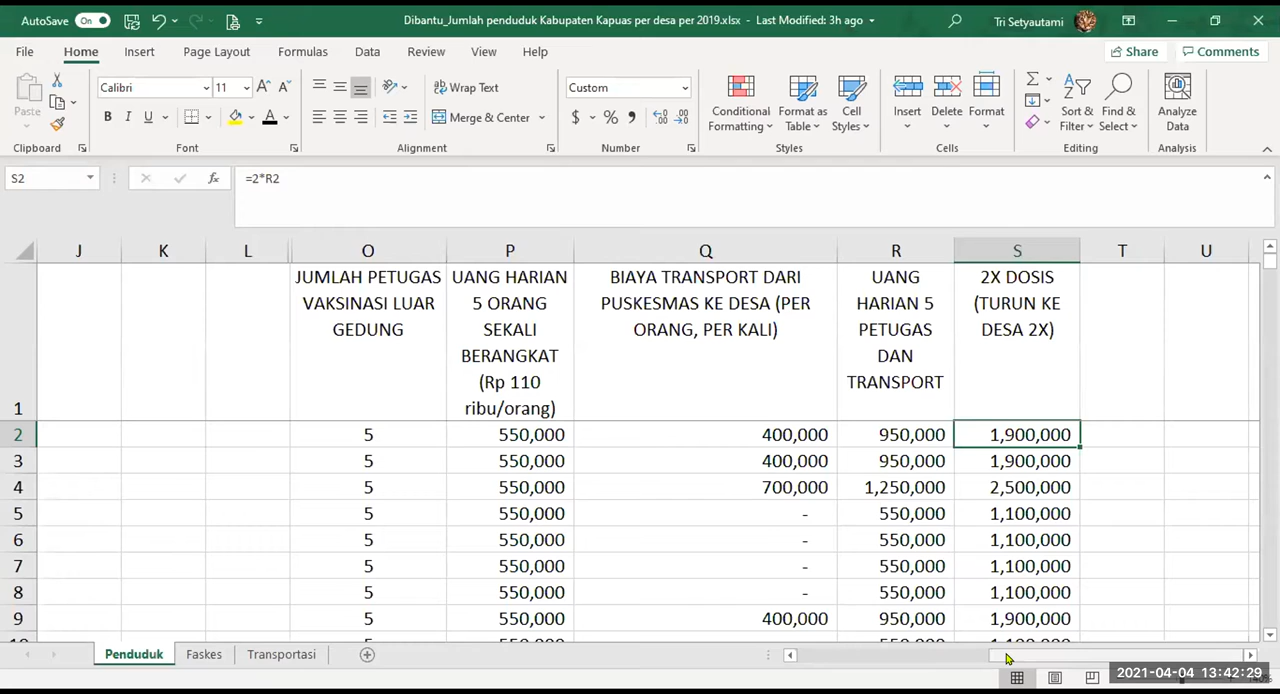 AutoSave On
Dibantu_Jumlah penduduk Kabupaten Kapuas per desa per 2019.xlsx - Last Modified: 3h ago
Tri Setyautami
File Home Insert Page Layout Formulas Data Review View Help
Share Comments
Paste
Clipboard
Calibri 11
B I U
Font
Wrap Text
Merge & Center
Alignment
Custom
$ %
Number
Conditional Formatting
Format as Table
Cell Styles
Styles
Insert Delete Format
Cells
Sort & Filter
Find & Select
Editing
Analyze Data
Analysis
S2 fx =2*R2
J K L O P Q R S T U
1
JUMLAH PETUGAS
VAKSINASI LUAR
GEDUNG
UANG HARIAN
5 ORANG
SEKALI
BERANGKAT
(Rp 110
ribu/orang)
BIAYA TRANSPORT DARI
PUSKESMAS KE DESA (PER
ORANG, PER KALI)
UANG
HARIAN 5
PETUGAS
DAN
TRANSPORT
2X DOSIS
(TURUN KE
DESA 2X)
2 5 550,000 400,000 950,000 1,900,000
3 5 550,000 400,000 950,000 1,900,000
4 5 550,000 700,000 1,250,000 2,500,000
5 5 550,000 - 550,000 1,100,000
6 5 550,000 - 550,000 1,100,000
7 5 550,000 - 550,000 1,100,000
8 5 550,000 - 550,000 1,100,000
9 5 550,000 400,000 950,000 1,900,000
Penduduk Faskes Transportasi
2021-04-04 13:42:29